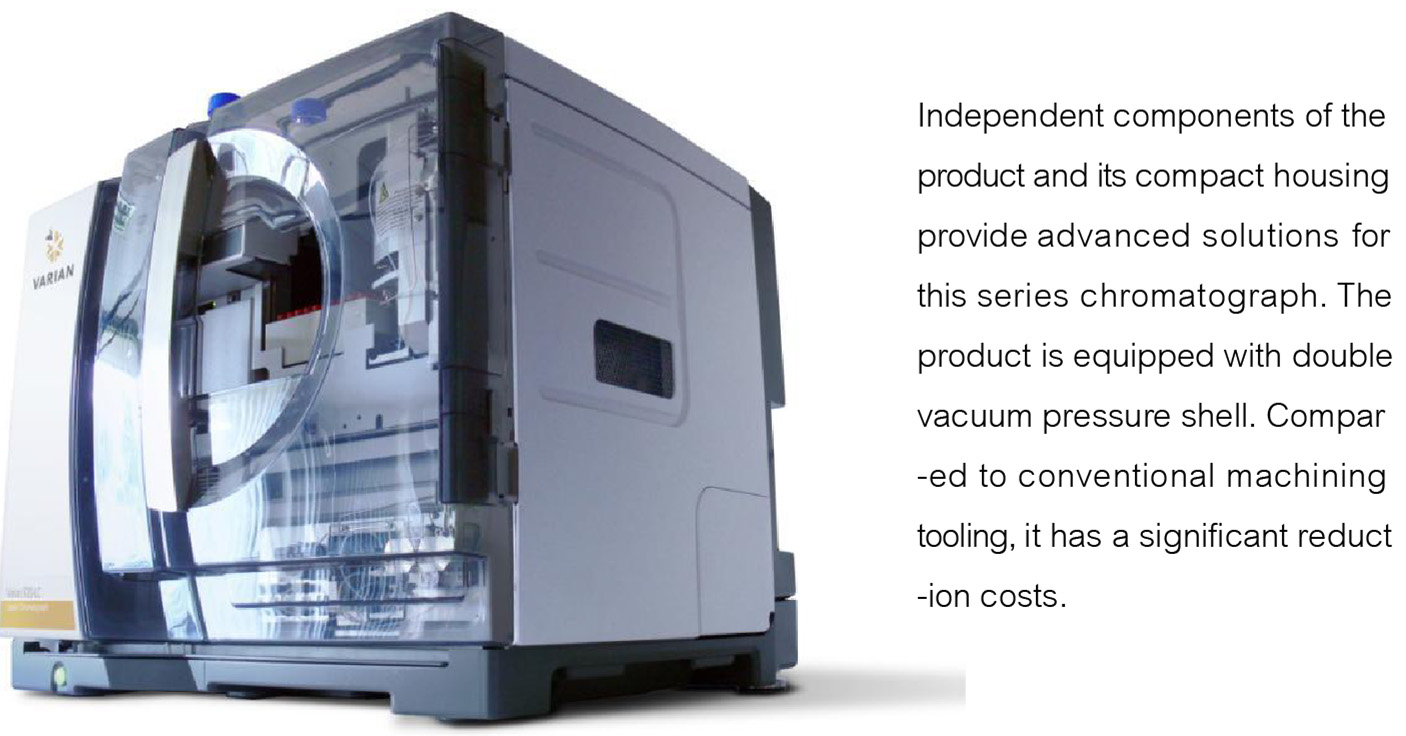 VARIAN
Independent components of the
product and its compact housing
provide advanced solutions for
this series chromatograph. The
product is equipped with double
vacuum pressure shell. Compar
-ed to conventional machining
tooling, it has a significant reduct
-ion costs.